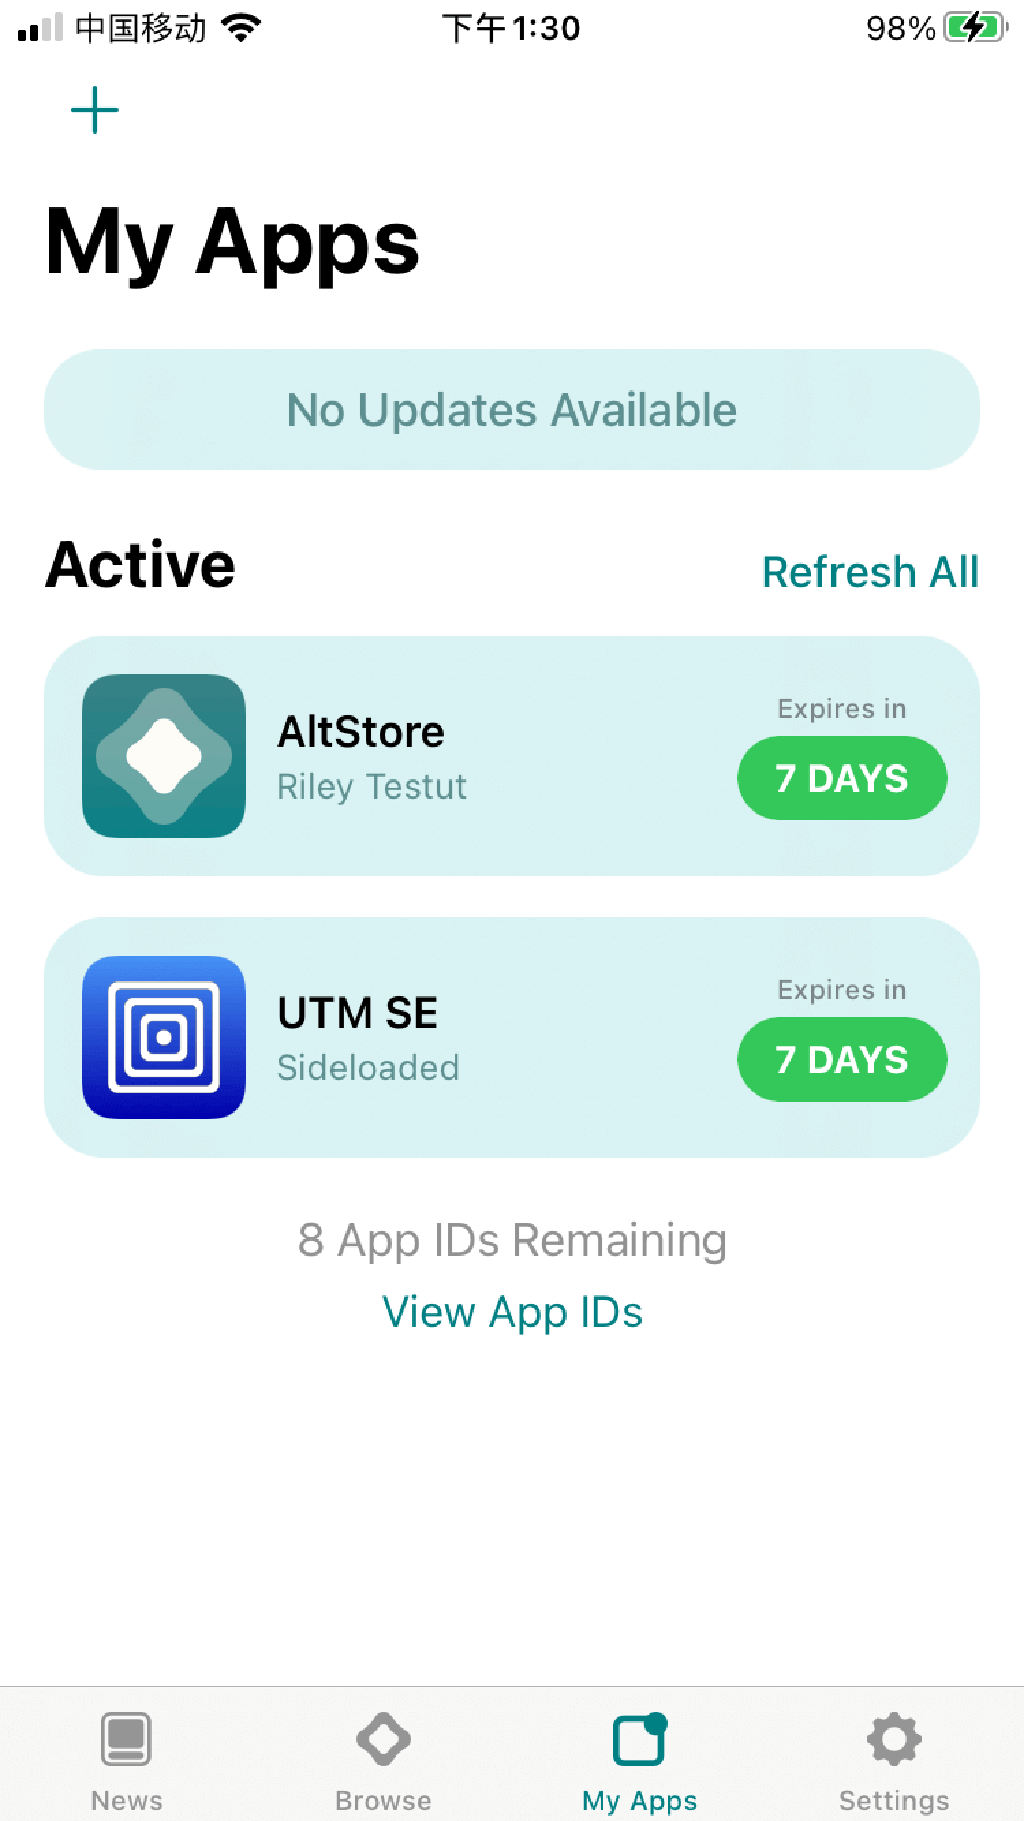 中国移动 下午1:30 98%
My Apps
No Updates Available
Active Refresh All
AltStore
Riley Testut
Expires in
7 DAYS
UTM SE
Sideloaded
Expires in
7 DAYS
8 App IDs Remaining
View App IDs
News Browse My Apps Settings